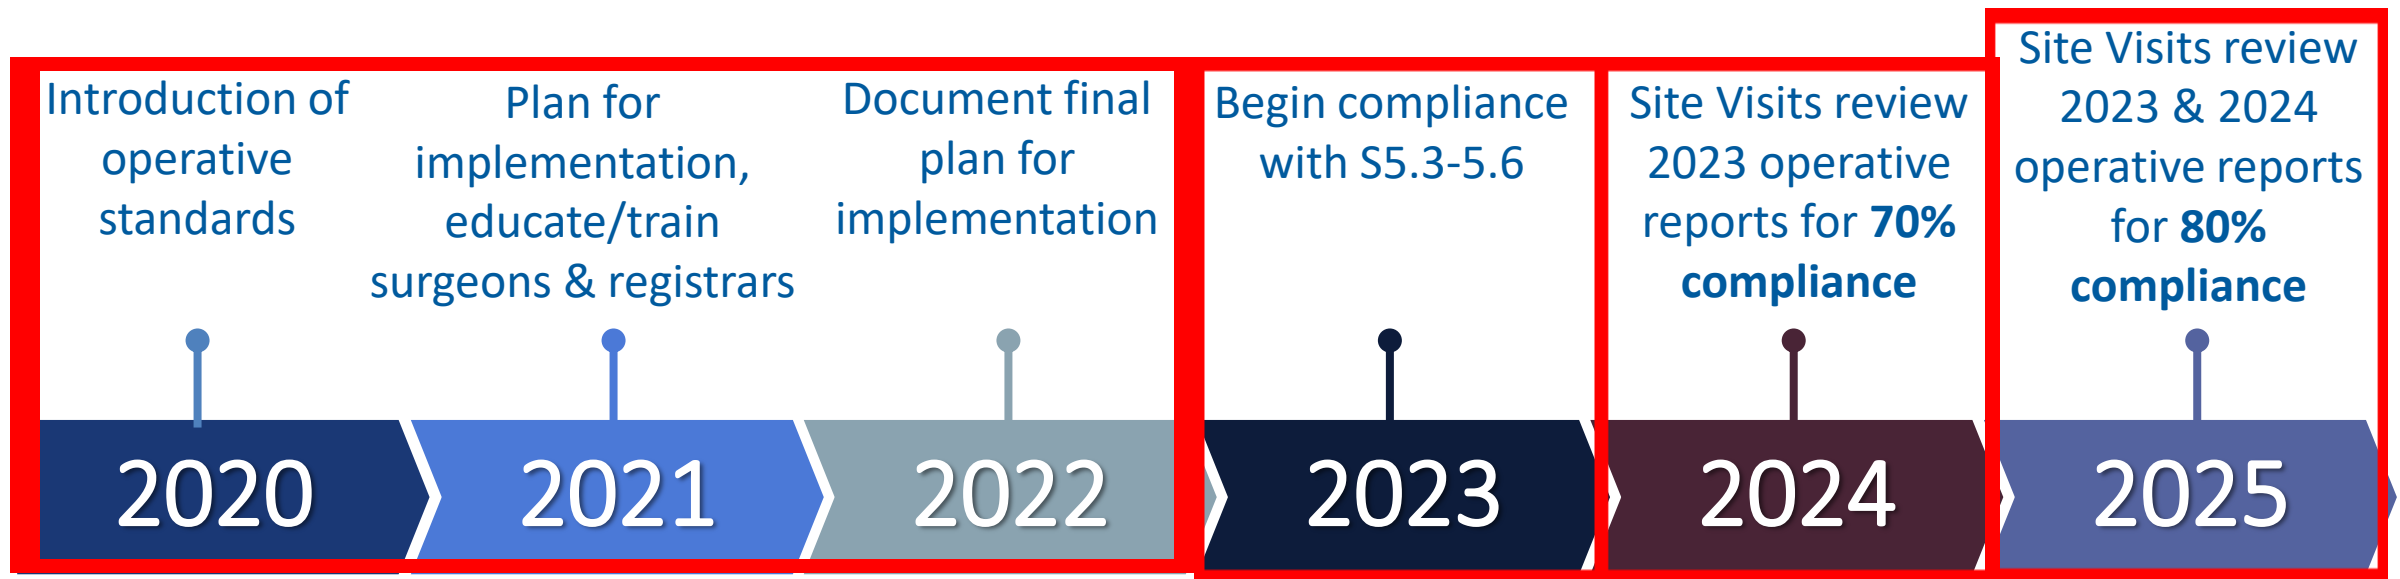 Introduction of
operative
standards
Plan for
implementation,
educate/train
surgeons & registrars
Document final
plan for
implementation
Begin compliance
with S5.3-5.6
Site Visits review
2023 operative
reports for 70%
compliance
Site Visits review
2023 & 2024
operative reports
for 80%
compliance
2020
2021
2022
2023
2024
2025